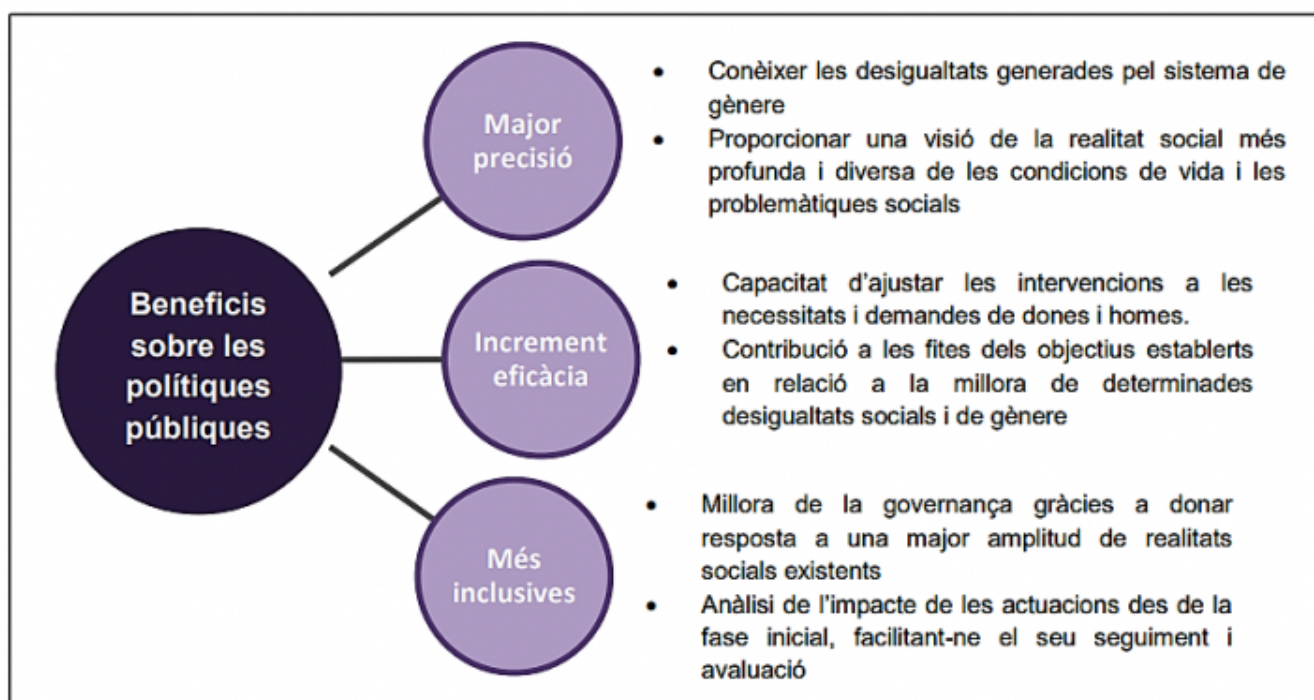 Beneficis
sobre les
polítiques
públiques
Major
precisió
• Conèixer les desigualtats generades pel sistema de
gènere
• Proporcionar una visió de la realitat social més
profunda i diversa de les condicions de vida i les
problemàtiques socials
Increment
eficàcia
• Capacitat d’ajustar les intervencions a les
necessitats i demandes de dones i homes.
• Contribució a les fites dels objectius establerts
en relació a la millora de determinades
desigualtats socials i de gènere
Més
inclusives
• Millora de la governança gràcies a donar
resposta a una major amplitud de realitats
socials existents
• Anàlisi de l’impacte de les actuacions des de la
fase inicial, facilitant-ne el seu seguiment i
avaluació